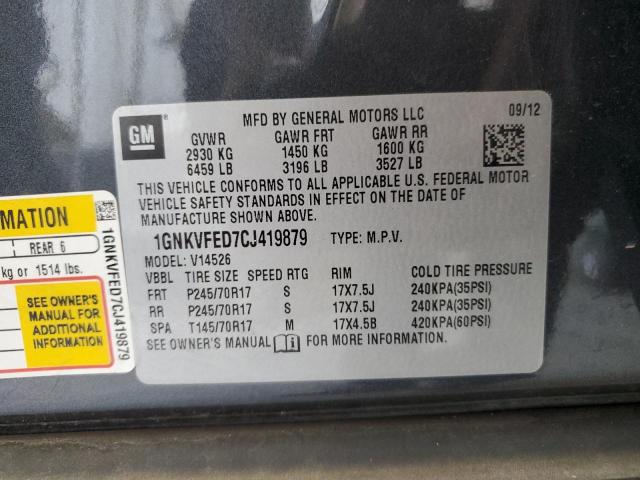 MFD BY GENERAL MOTORS LLC
09/12
GM
®
GVWR GAWR FRT GAWR RR
2930 KG 1450 KG 1600 KG
6459 LB 3196 LB 3527 LB
THIS VEHICLE CONFORMS TO ALL APPLICABLE U.S. FEDERAL MOTOR
VEHICLE SAFETY STANDARDS IN EFFECT ON THE DATE OF
MANUFACTURE SHOWN ABOVE.
1GNKVFED7CJ419879 TYPE: M.P.V.
MODEL: V14526
VBBL TIRE SIZE SPEED RTG RIM COLD TIRE PRESSURE
FRT P245/70R17 S 17X7.5J 240KPA(35PSI)
RR P245/70R17 S 17X7.5J 240KPA(35PSI)
SPA T145/70R17 M 17X4.5B 420KPA(60PSI)
SEE OWNER'S MANUAL i FOR MORE INFORMATION.
MATION
REAR 6
kg or 1514 lbs.
SEE OWNER'S
MANUAL FOR
ADDITIONAL
INFORMATION
1GNKVFED7CJ419879